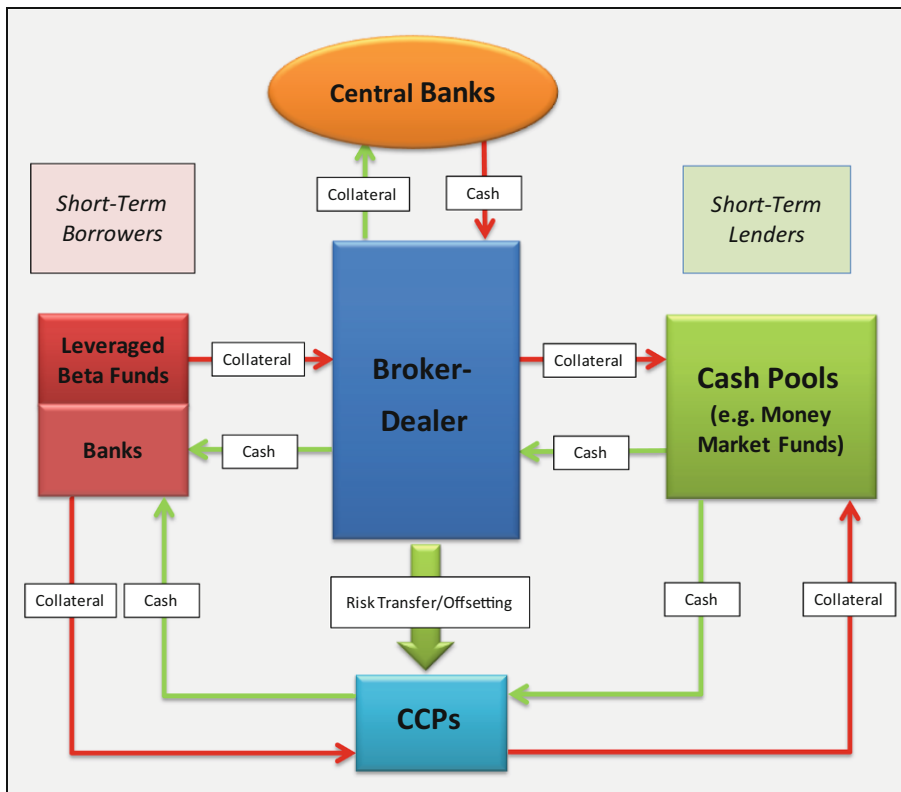 Central Banks
Collateral
Cash
Short-Term
Borrowers
Short-Term
Lenders
Leveraged
Beta Funds
Banks
Collateral
Cash
Broker-
Dealer
Collateral
Cash
Cash Pools
(e.g. Money
Market Funds)
Collateral
Cash
Risk Transfer/Offsetting
Cash
Collateral
CCPs